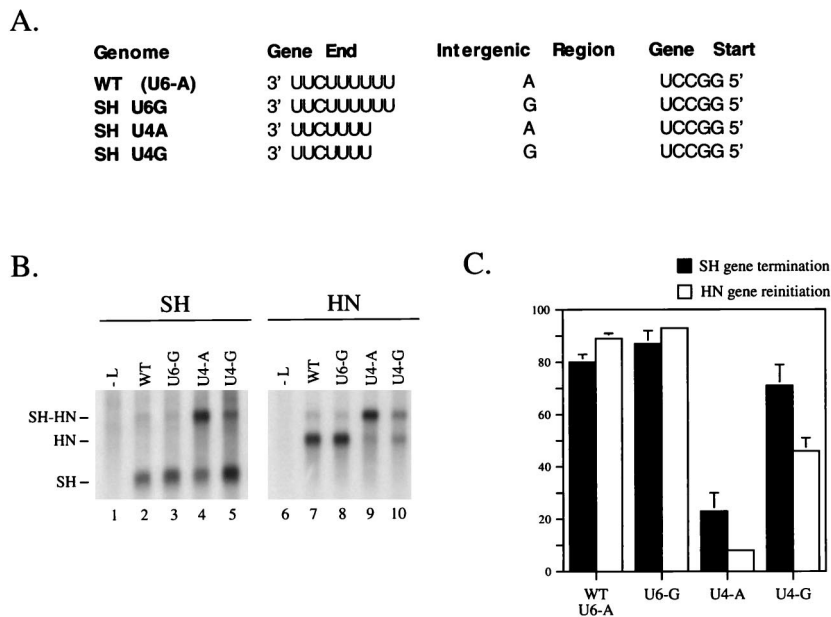 A.
Genome Gene End Intergenic Region Gene Start
WT (U6-A) 3' UUCUUUUUU A UCCGG 5'
SH U6G 3' UUCUUUUUU G UCCGG 5'
SH U4A 3' UUCUUUU A UCCGG 5'
SH U4G 3' UUCUUUU G UCCGG 5'
B.
SH HN
- L WT U6-G U4-A U4-G - L WT U6-G U4-A U4-G
SH-HN –
HN –
SH –
1 2 3 4 5 6 7 8 9 10
C.
SH gene termination
HN gene reinitiation
100
80
60
40
20
0
WT U6-G U4-A U4-G
U6-A